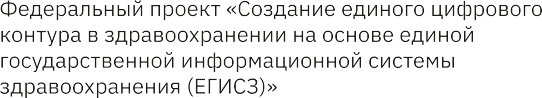 Федеральный проект «Создание единого цифрового
контура в здравоохранении на основе единой
государственной информационной системы
здравоохранения (ЕГИСЗ)»